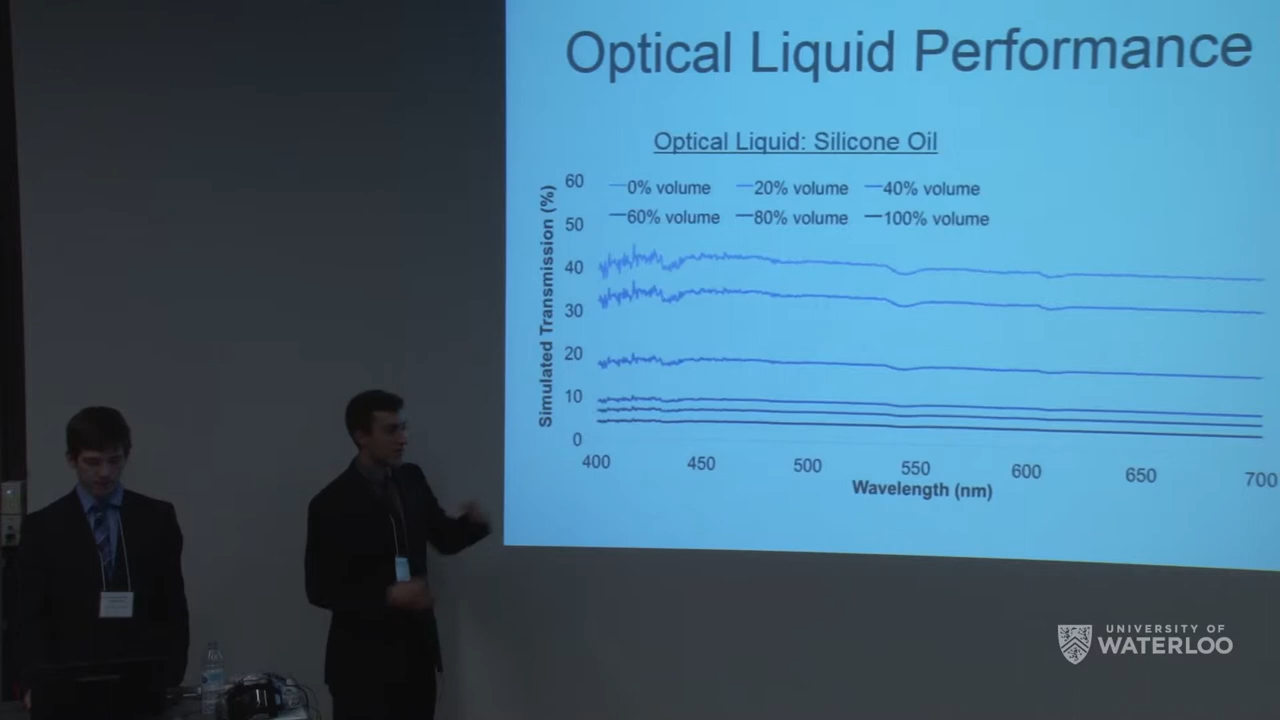 Optical Liquid Performance
Optical Liquid: Silicone Oil
0% volume 20% volume 40% volume
60% volume 80% volume 100% volume
Simulated Transmission (%)
60
50
40
30
20
10
0
400 450 500 550 600 650 700
Wavelength (nm)
UNIVERSITY OF
WATERLOO